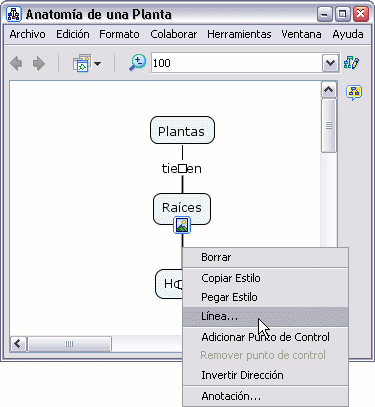 Anatomía de una Planta
Archivo Edición Formato Colaborar Herramientas Ventana Ayuda
100
Plantas
tienen
Raíces
Borrar
Copiar Estilo
Pegar Estilo
Línea...
Adicionar Punto de Control
Remover punto de control
Invertir Dirección
Anotación...